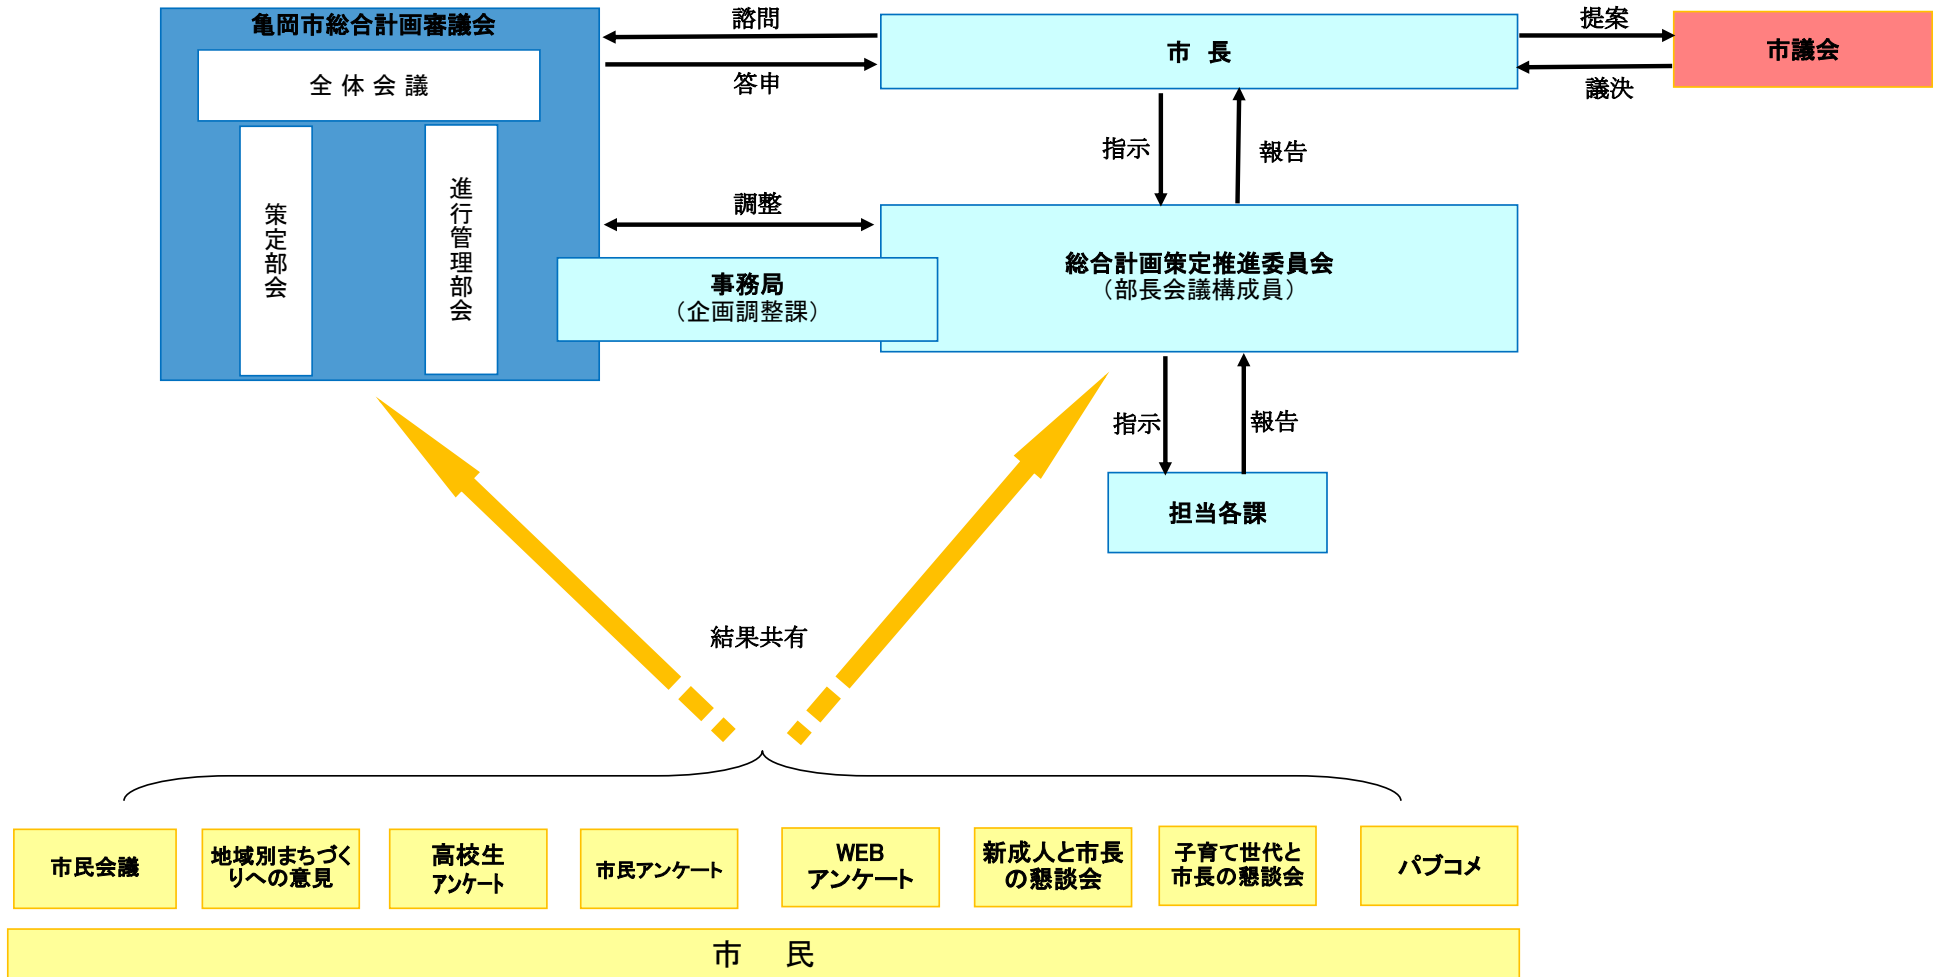 亀岡市総合計画審議会
全体会議
策定部会
進行管理部会
諮問
答申
調整
市 長
提案
議決
市議会
指示
報告
事務局
（企画調整課）
総合計画策定推進委員会
（部長会議構成員）
指示
報告
担当各課
結果共有
市民会議
地域別まちづく
りへの意見
高校生
アンケート
市民アンケート
WEB
アンケート
新成人と市長
の懇談会
子育て世代と
市長の懇談会
パブコメ
市 民